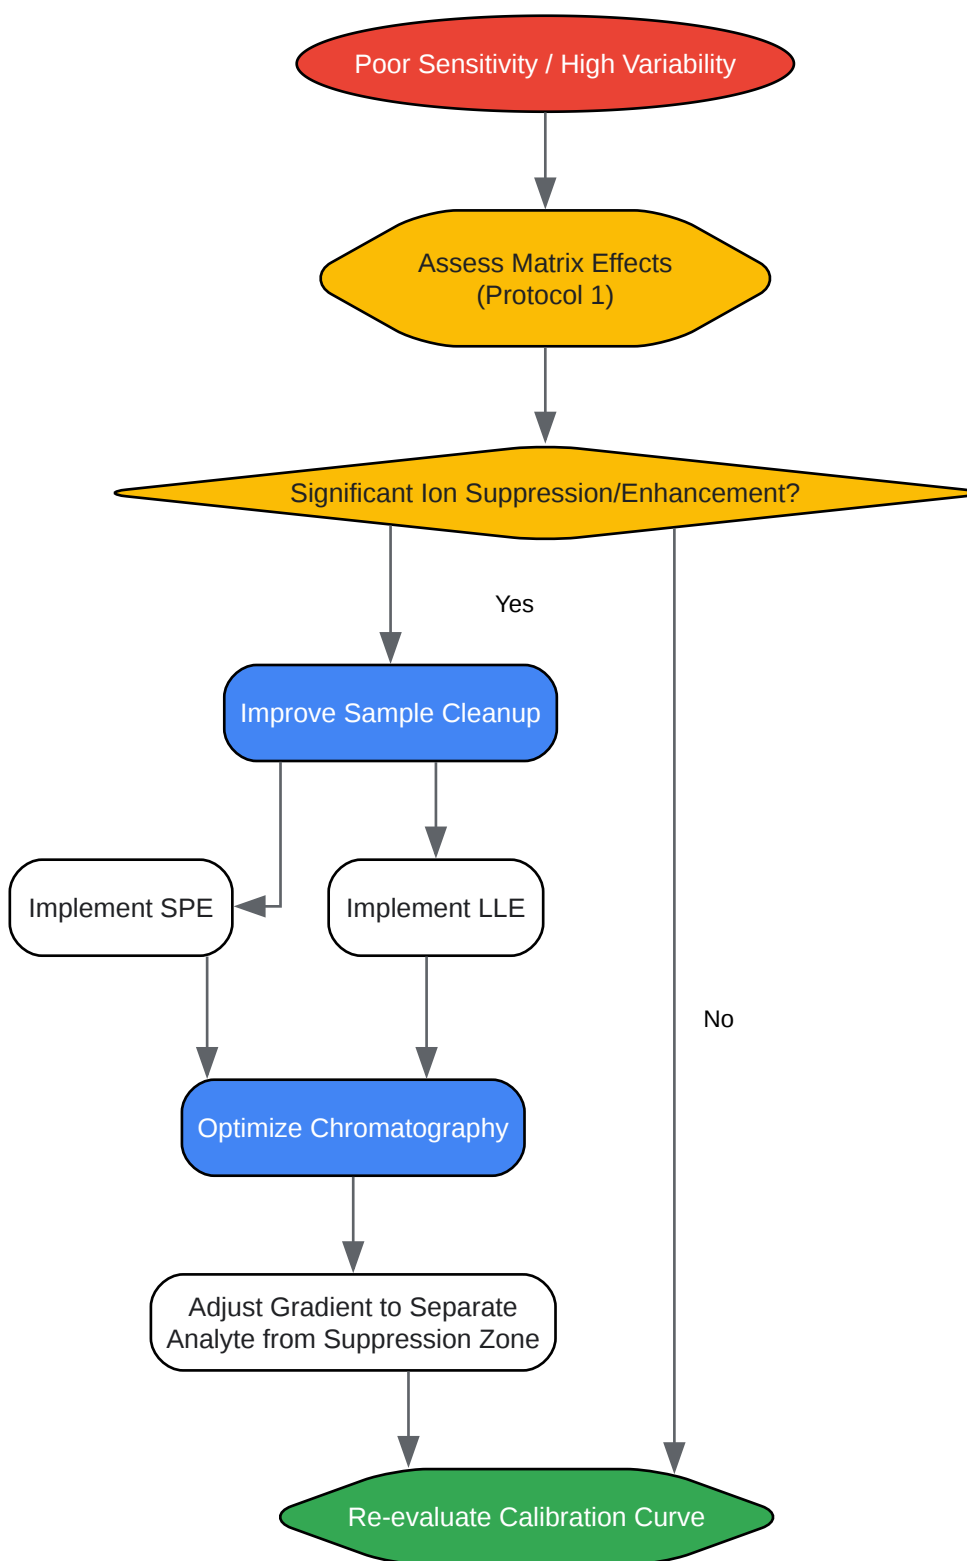 Poor Sensitivity / High Variability
Assess Matrix Effects
(Protocol 1)
Significant Ion Suppression/Enhancement?
Yes
Improve Sample Cleanup
Implement SPE
Implement LLE
No
Optimize Chromatography
Adjust Gradient to Separate
Analyte from Suppression Zone
Re-evaluate Calibration Curve